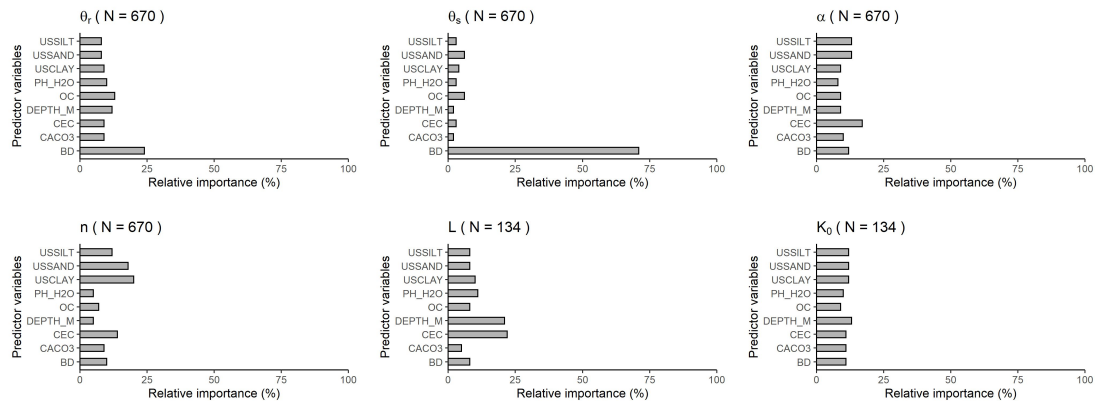 θr ( N = 670 )
Predictor variables
USSILT
USSAND
USCLAY
PH_H2O
OC
DEPTH_M
CEC
CACO3
BD
0 25 50 75 100
Relative importance (%)
θs ( N = 670 )
Predictor variables
USSILT
USSAND
USCLAY
PH_H2O
OC
DEPTH_M
CEC
CACO3
BD
0 25 50 75 100
Relative importance (%)
α ( N = 670 )
Predictor variables
USSILT
USSAND
USCLAY
PH_H2O
OC
DEPTH_M
CEC
CACO3
BD
0 25 50 75 100
Relative importance (%)
n ( N = 670 )
Predictor variables
USSILT
USSAND
USCLAY
PH_H2O
OC
DEPTH_M
CEC
CACO3
BD
0 25 50 75 100
Relative importance (%)
L ( N = 134 )
Predictor variables
USSILT
USSAND
USCLAY
PH_H2O
OC
DEPTH_M
CEC
CACO3
BD
0 25 50 75 100
Relative importance (%)
K0 ( N = 134 )
Predictor variables
USSILT
USSAND
USCLAY
PH_H2O
OC
DEPTH_M
CEC
CACO3
BD
0 25 50 75 100
Relative importance (%)